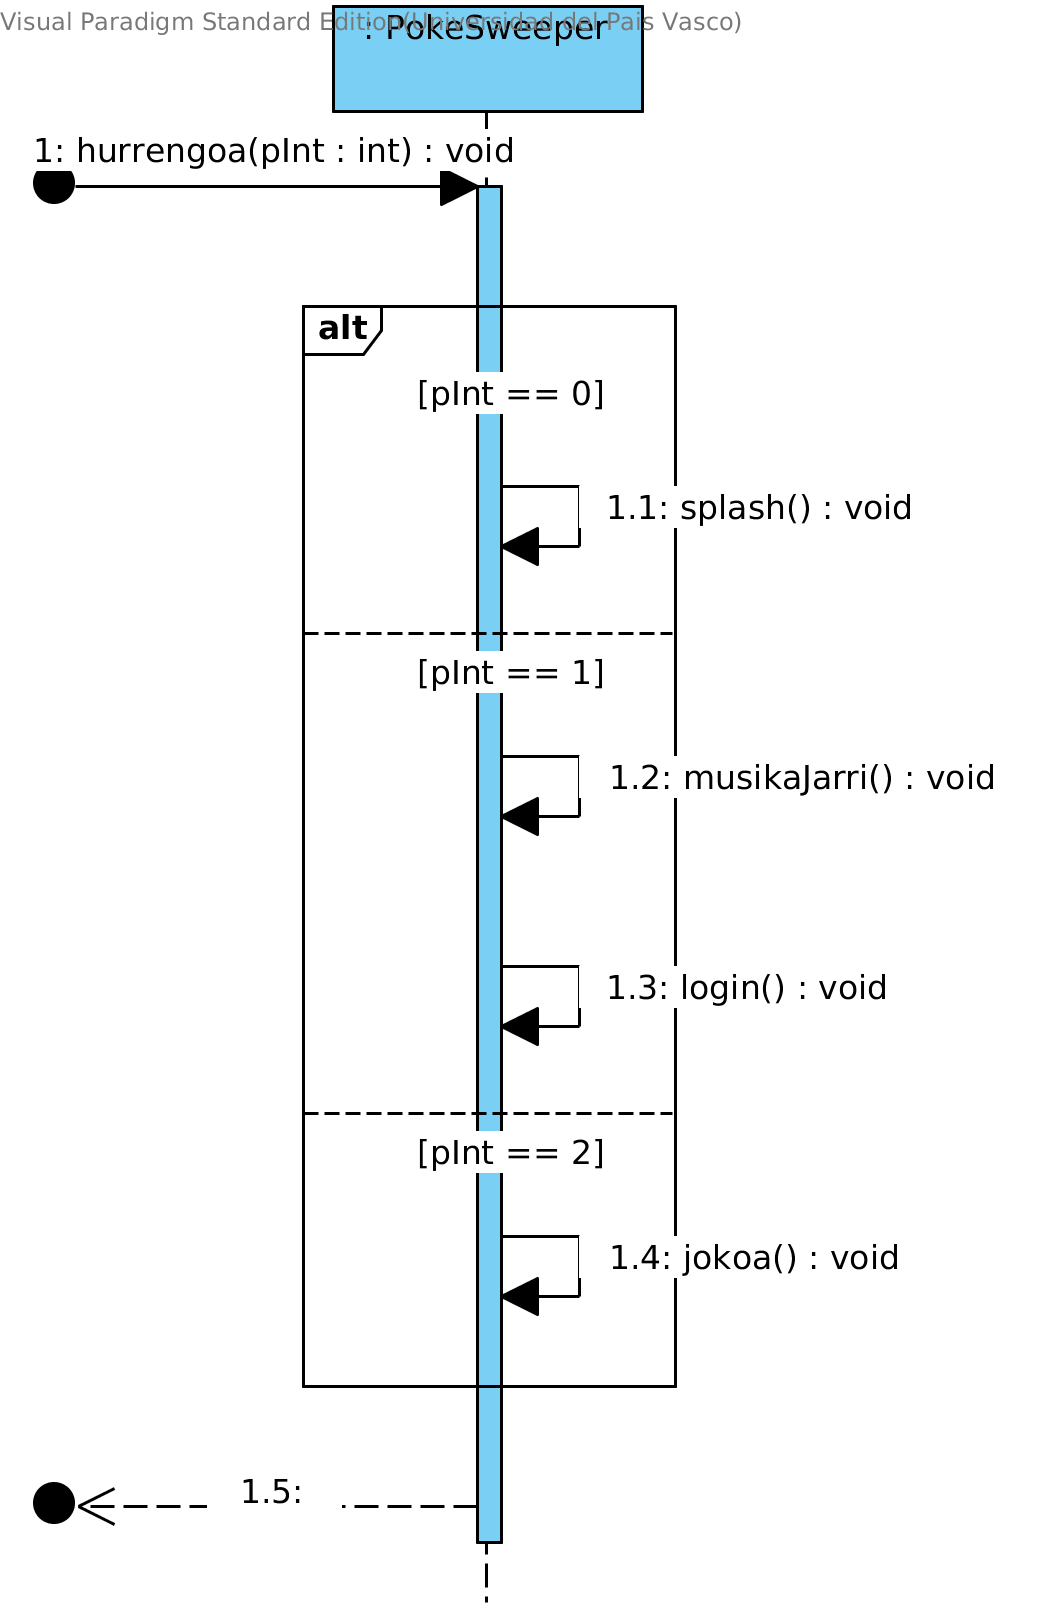 Visual Paradigm Standard Edition(Universidad del Pais Vasco)
: PokeSweeper
1: hurrengoa(pInt : int) : void
alt
[pInt == 0]
1.1: splash() : void
[pInt == 1]
1.2: musikaJarri() : void
1.3: login() : void
[pInt == 2]
1.4: jokoa() : void
1.5: